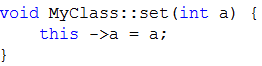 void MyClass::set(int a) {
    this ->a = a;
}